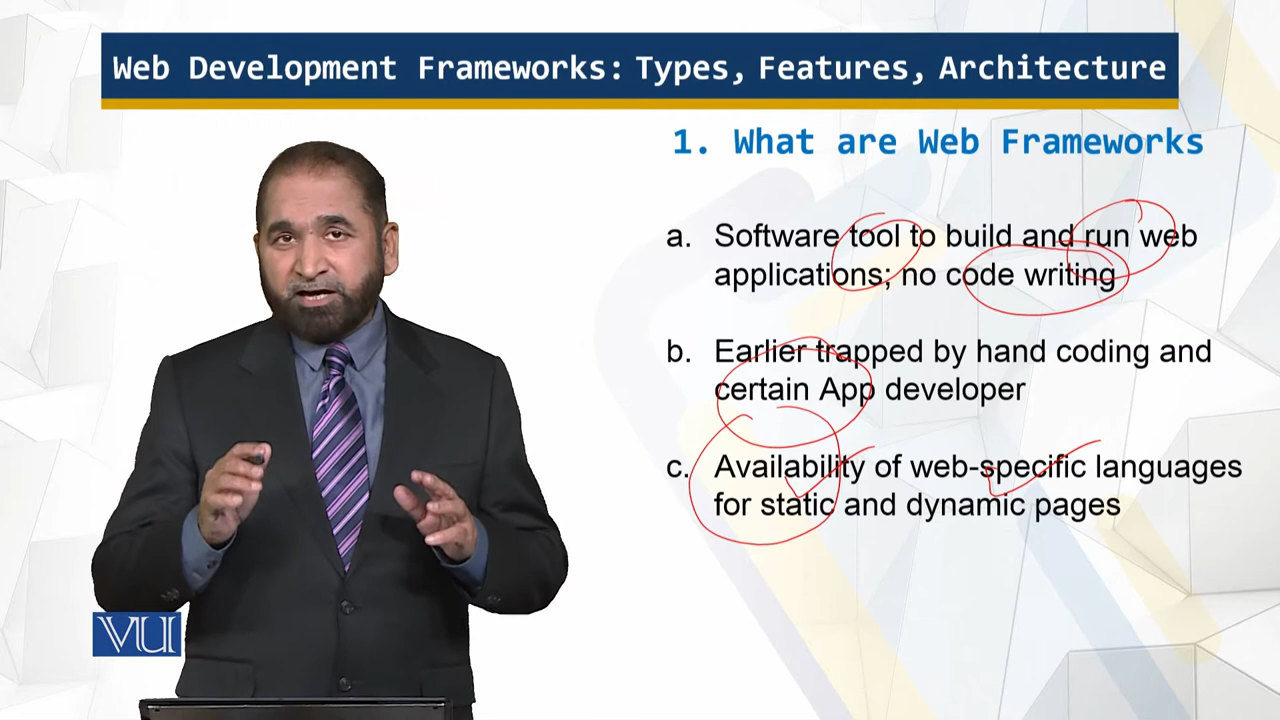 Web Development Frameworks: Types, Features, Architecture
1. What are Web Frameworks
a. Software tool to build and run web
applications; no code writing
b. Earlier trapped by hand coding and
certain App developer
c. Availability of web-specific languages
for static and dynamic pages
VU